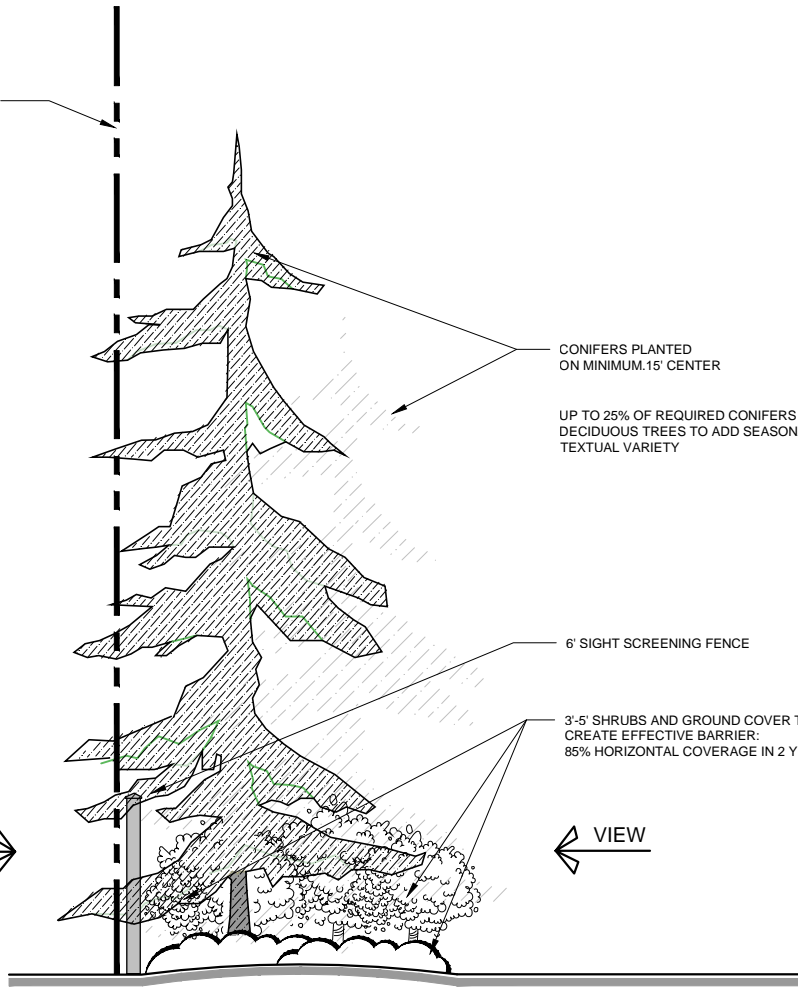 CONIFERS PLANTED
ON MINIMUM.15' CENTER
UP TO 25% OF REQUIRED CONIFERS
DECIDUOUS TREES TO ADD SEASON
TEXTUAL VARIETY
6' SIGHT SCREENING FENCE
3'-5' SHRUBS AND GROUND COVER T
CREATE EFFECTIVE BARRIER:
85% HORIZONTAL COVERAGE IN 2 Y
VIEW